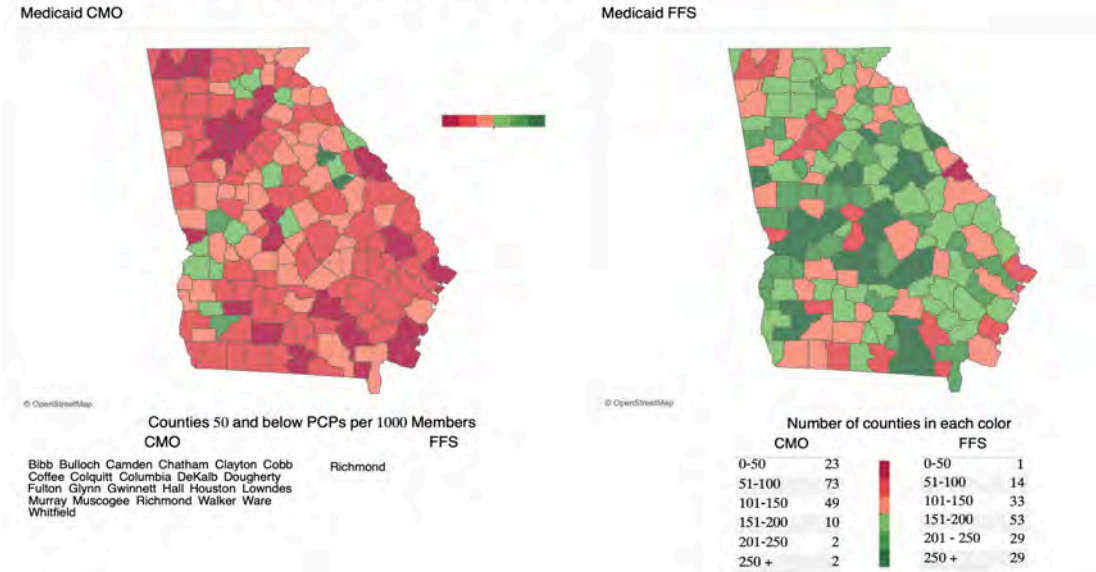 Medicaid CMO
Medicaid FFS
© OpenStreetMap
© OpenStreetMap
Counties 50 and below PCPs per 1000 Members
CMO FFS
Bibb Bulloch Camden Chatham Clayton Cobb
Coffee Colquitt Columbia DeKalb Dougherty
Fulton Glynn Gwinnett Hall Houston Lowndes
Murray Muscogee Richmond Walker Ware
Whitfield
Richmond
Number of counties in each color
CMO FFS
0-50 23 0-50 1
51-100 73 51-100 14
101-150 49 101-150 33
151-200 10 151-200 53
201-250 2 201 - 250 29
250 + 2 250 + 29